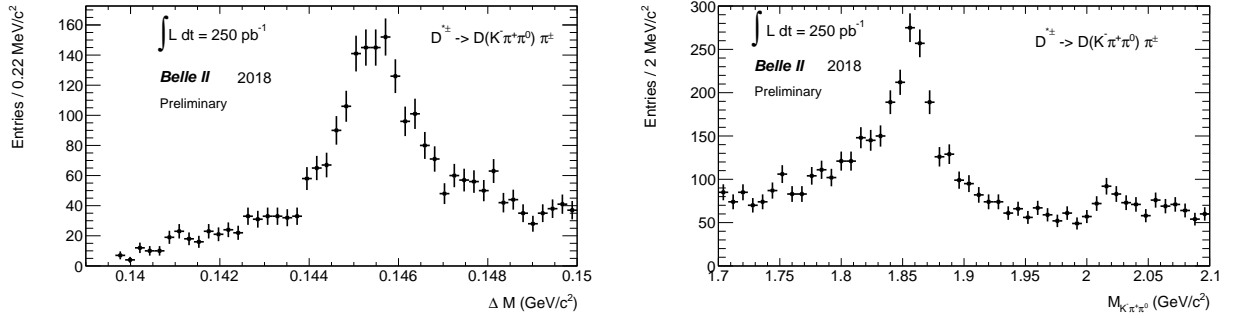 Entries / 0.22 MeV/c²
160
140
120
100
80
60
40
20
0
∫ L dt = 250 pb⁻¹
Belle II 2018
Preliminary
D*± -> D(K⁻π⁺π⁰) π±
0.14 0.142 0.144 0.146 0.148 0.15
Δ M (GeV/c²)
Entries / 2 MeV/c²
300
250
200
150
100
50
0
∫ L dt = 250 pb⁻¹
Belle II 2018
Preliminary
D*± -> D(K⁻π⁺π⁰) π±
1.7 1.8 1.85 1.9 1.95 2 2.05 2.1
M K⁻π⁺π⁰ (GeV/c²)